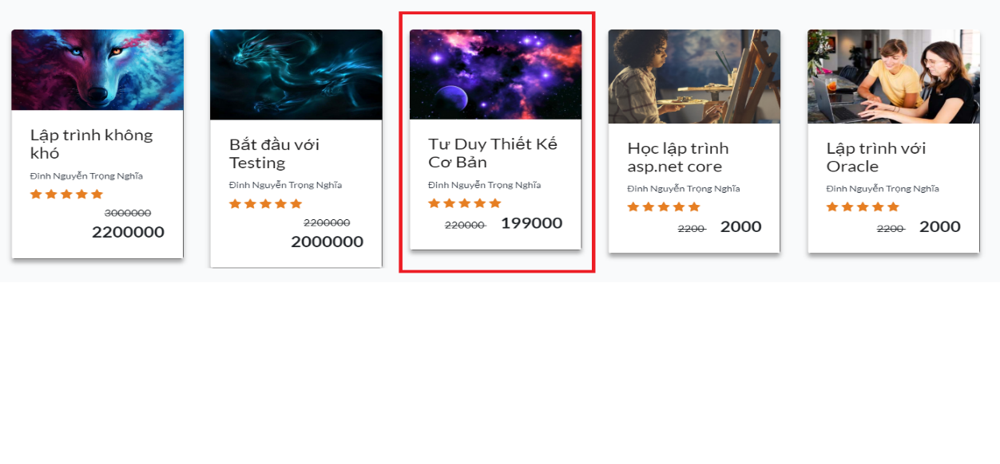 Lập trình không
khó
Đinh Nguyễn Trọng Nghĩa
3000000
2200000
Bắt đầu với
Testing
Đinh Nguyễn Trọng Nghĩa
2200000
2000000
Tư Duy Thiết Kế
Cơ Bản
Đinh Nguyễn Trọng Nghĩa
220000 199000
Học lập trình
asp.net core
Đinh Nguyễn Trọng Nghĩa
2200 2000
Lập trình với
Oracle
Đinh Nguyễn Trọng Nghĩa
2200 2000